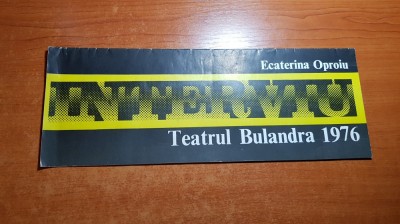 Ecaterina Oproiu
INTERVIU
Teatrul Bulandra 1976